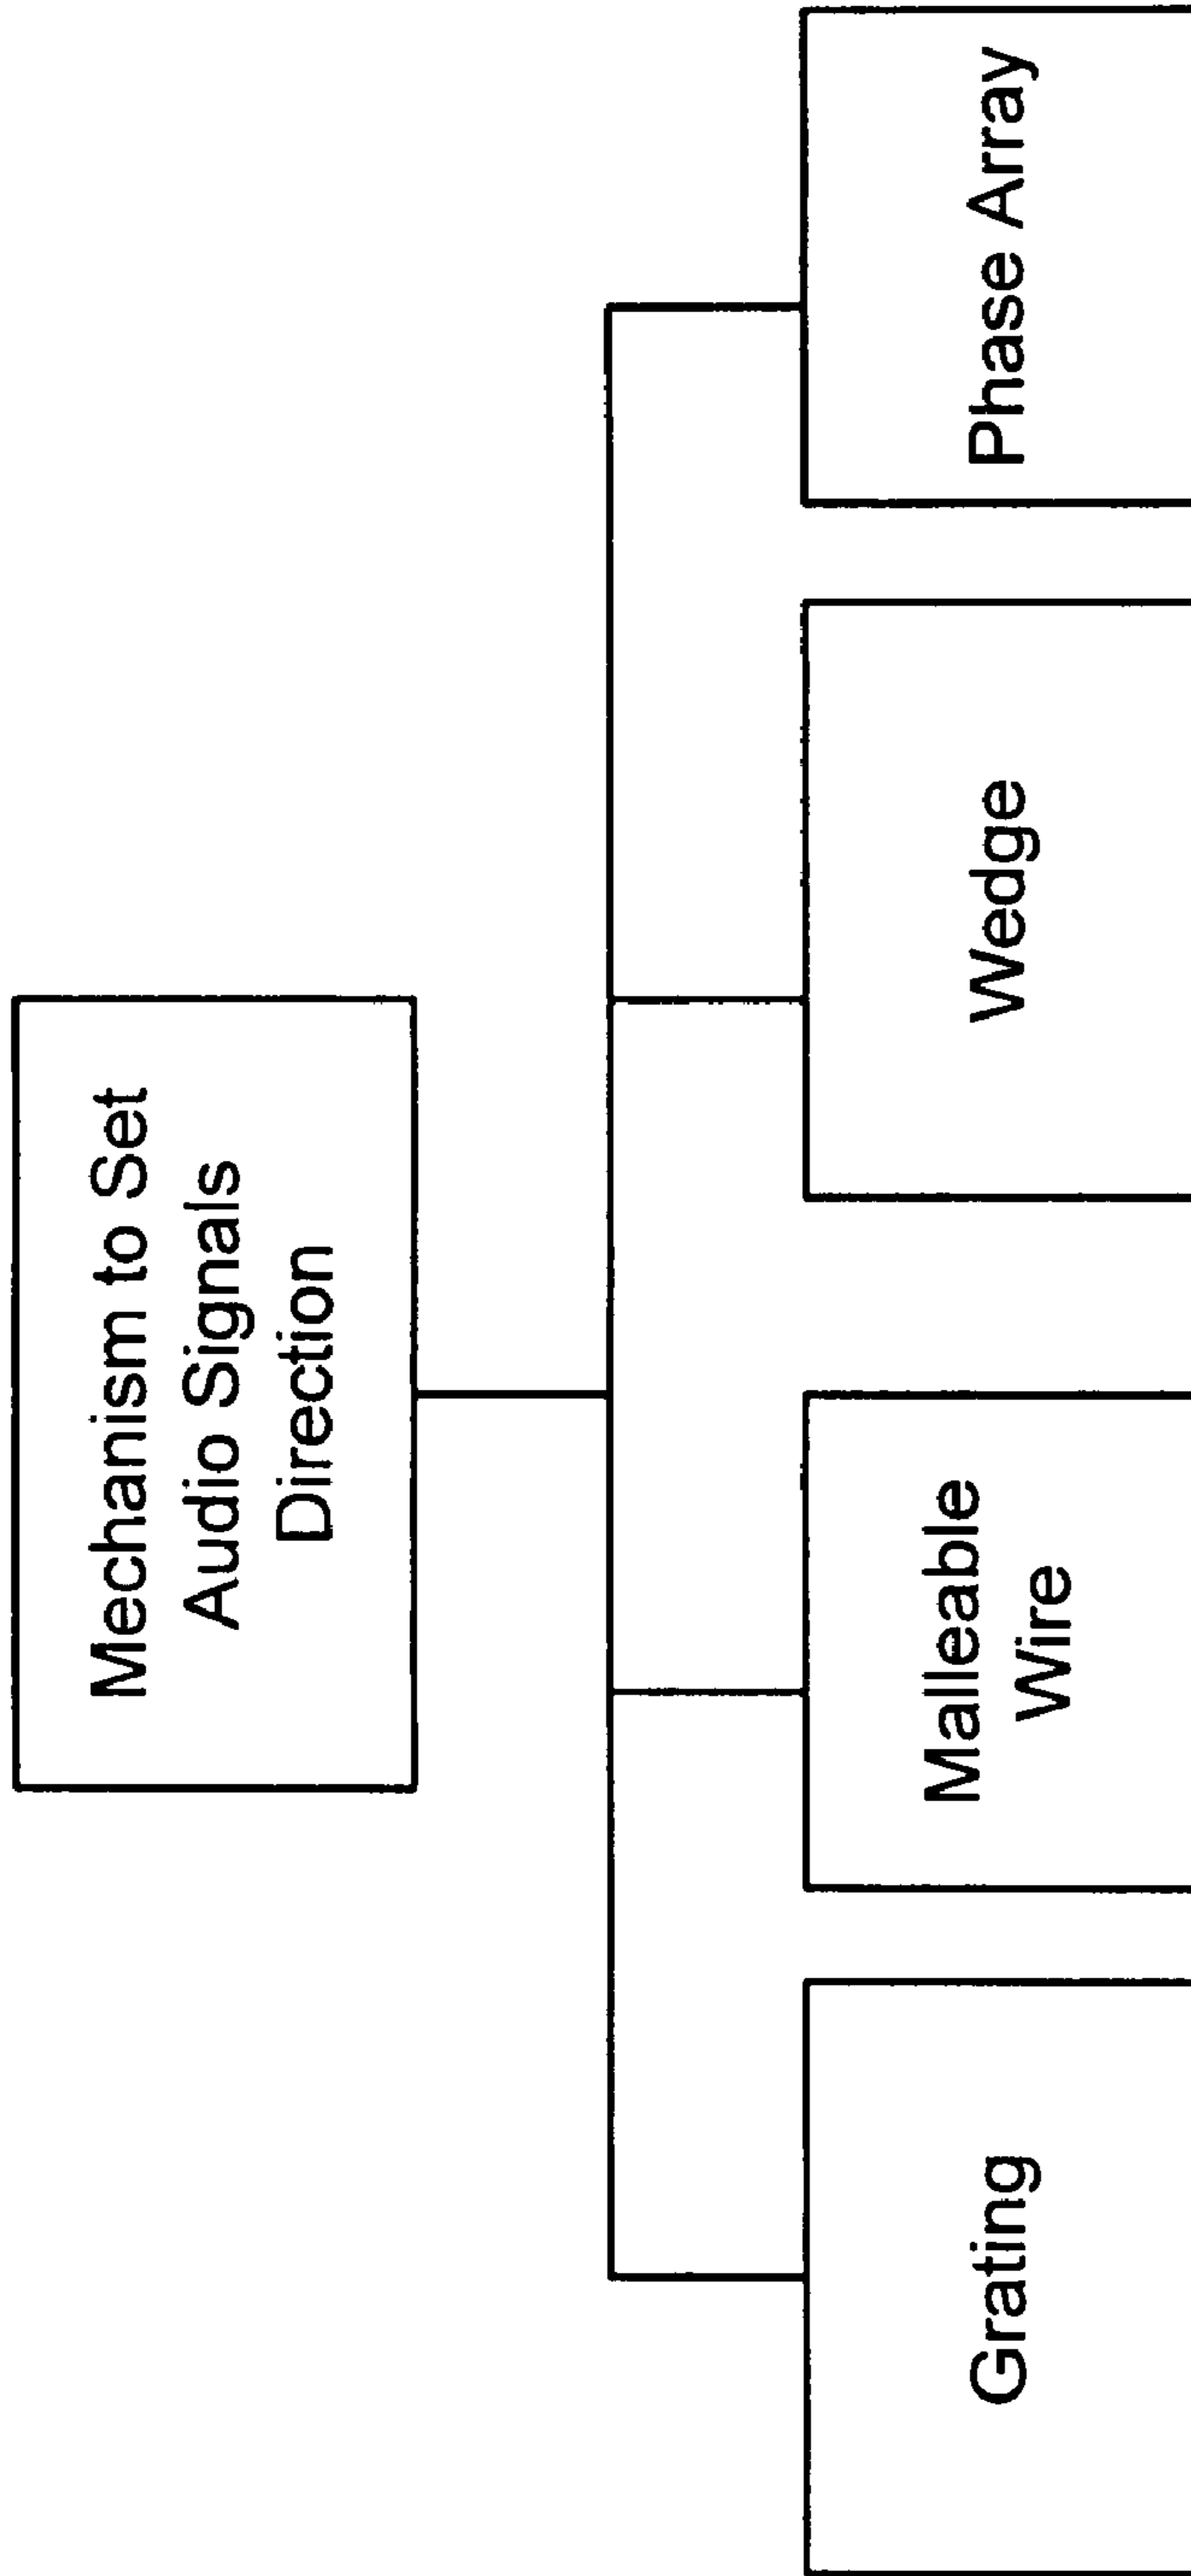 Mechanism to Set
Audio Signals
Direction
Grating
Malleable
Wire
Wedge
Phase Array